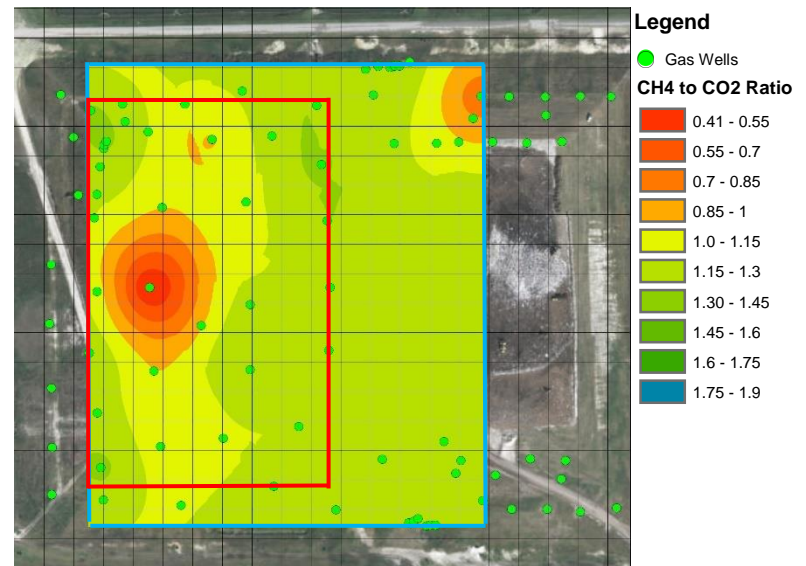 Legend
Gas Wells
CH4 to CO2 Ratio
0.41 - 0.55
0.55 - 0.7
0.7 - 0.85
0.85 - 1
1.0 - 1.15
1.15 - 1.3
1.30 - 1.45
1.45 - 1.6
1.6 - 1.75
1.75 - 1.9